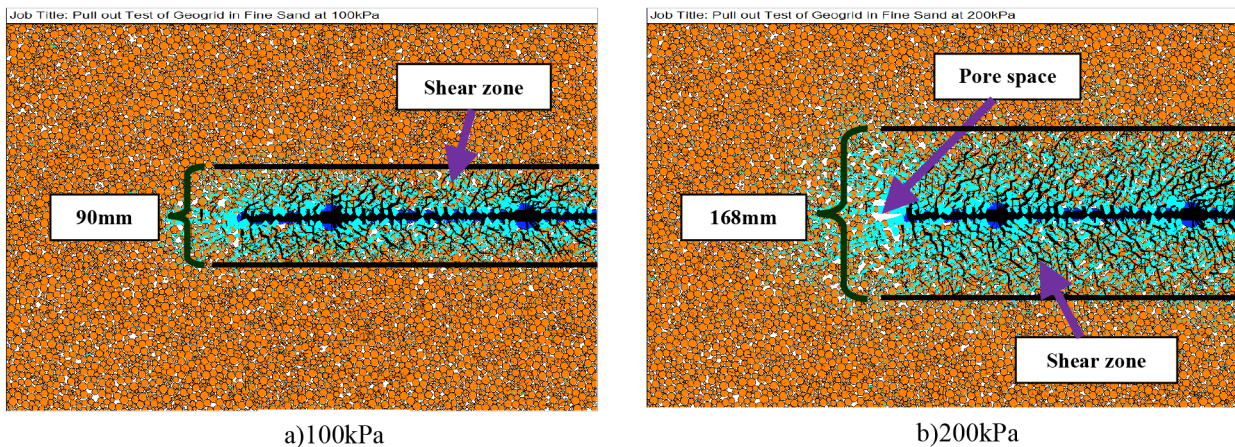 Job Title: Pull out Test of Geogrid in Fine Sand at 100kPa
Shear zone
90mm
a)100kPa
Job Title: Pull out Test of Geogrid in Fine Sand at 200kPa
Pore space
168mm
Shear zone
b)200kPa